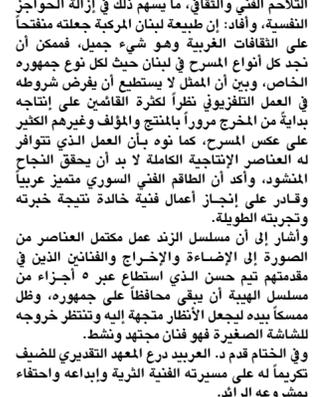 التلاحم الفني والثقافي، ما يسهم ذلك في إزالة الحواجز
النفسية، وأفاد: إن طبيعة لبنان المركبة جعلته منفتحاً
على الثقافات الغربية وهو شيء جميل، فممكن أن
نجد كل أنواع المسرح في لبنان حيث لكل نوع جمهوره
الخاص، وبين أن الممثل لا يستطيع أن يفرض شروطه
في العمل التلفزيوني نظراً لكثرة القائمين على إنتاجه
بدايةً من المخرج مروراً بالمنتج والمؤلف وغيرهم الكثير
على عكس المسرح، كما نوه بأن العمل الذي تتوافر
له العناصر الإنتاجية الكاملة لا بد أن يحقق النجاح
المنشود، وأكد أن الطاقم الفني السوري متميز عربياً
وقادر على إنجاز أعمال فنية خالدة نتيجة خبرته
وتجربته الطويلة.
وأشار إلى أن مسلسل الزند عمل مكتمل العناصر من
الصورة إلى الإضاءة والإخراج والفنانين الذين في
مقدمتهم تيم حسن الذي استطاع عبر ٥ أجزاء من
مسلسل الهيبة أن يبقى محافظاً على جمهوره، وظل
ممسكاً بيده ليجعل الأنظار متجهة إليه وتنتظر خروجه
للشاشة الصغيرة فهو فنان مجتهد ونشط.
وفي الختام قدم د. العربيد درع المعهد التقديري للضيف
تكريماً له على مسيرته الفنية الثرية وإبداعه واحتفاء
بمشروعه الرائد.